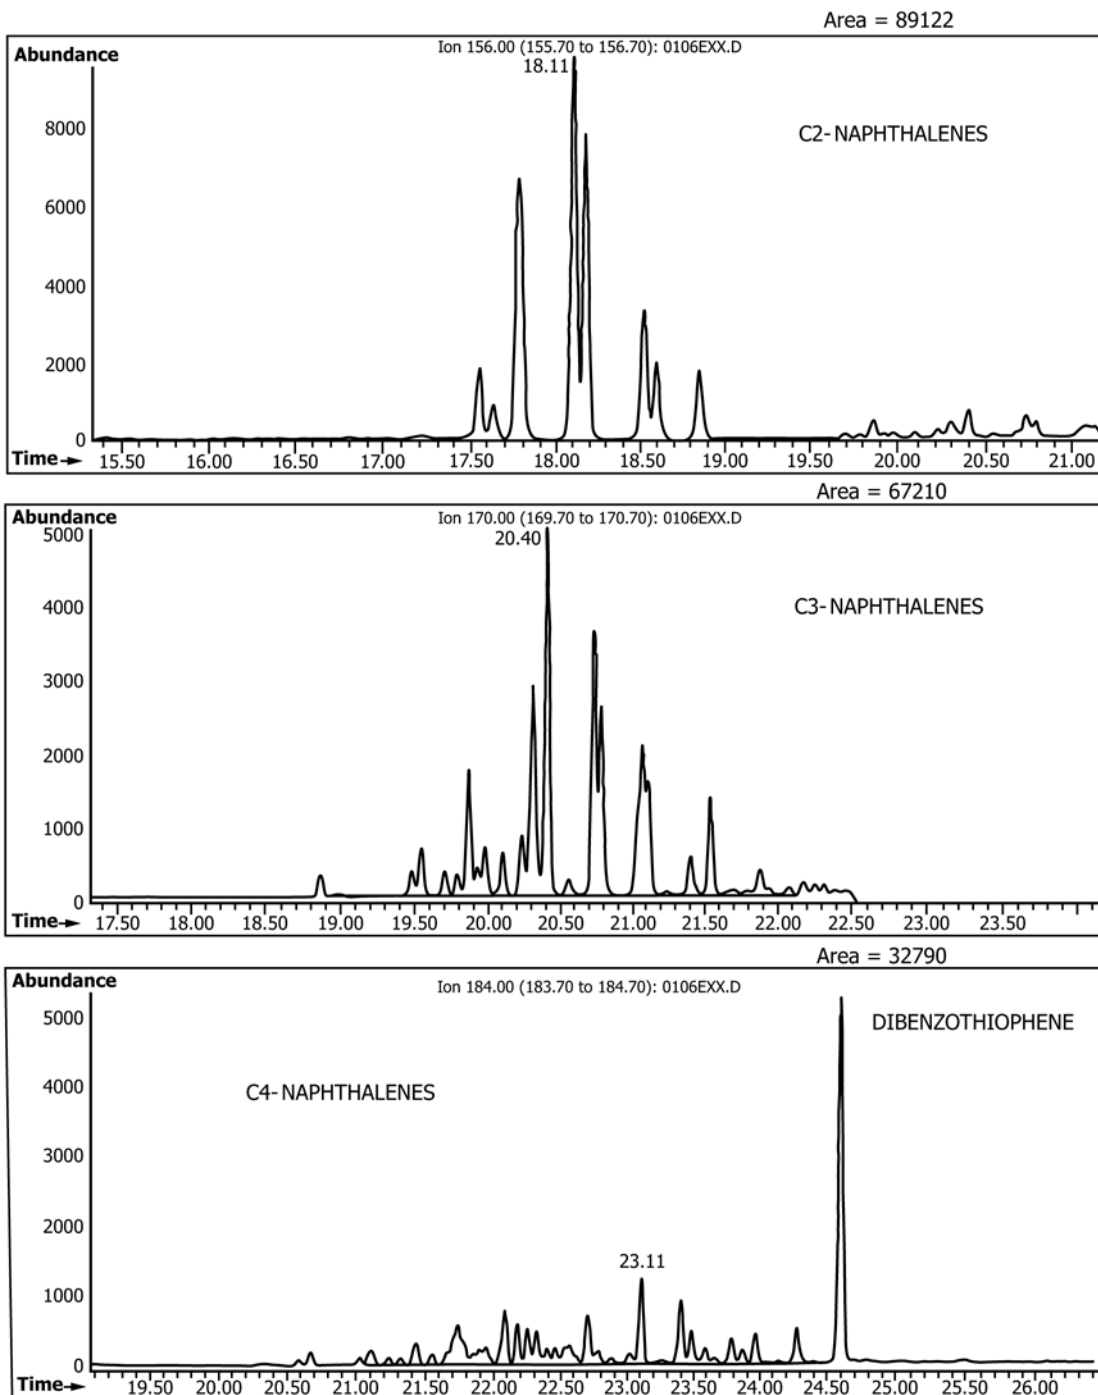 Area = 89122
Abundance
Ion 156.00 (155.70 to 156.70): 0106EXX.D
18.11
C2-NAPHTHALENES
8000
6000
4000
2000
0
Time→
15.50 16.00 16.50 17.00 17.50 18.00 18.50 19.00 19.50 20.00 20.50 21.00
Area = 67210
Abundance
Ion 170.00 (169.70 to 170.70): 0106EXX.D
5000
20.40
C3-NAPHTHALENES
4000
3000
2000
1000
0
Time→
17.50 18.00 18.50 19.00 19.50 20.00 20.50 21.00 21.50 22.00 22.50 23.00 23.50
Area = 32790
Abundance
Ion 184.00 (183.70 to 184.70): 0106EXX.D
5000
DIBENZOTHIOPHENE
C4-NAPHTHALENES
4000
3000
2000
23.11
1000
0
Time→
19.50 20.00 20.50 21.00 21.50 22.00 22.50 23.00 23.50 24.00 24.50 25.00 25.50 26.00